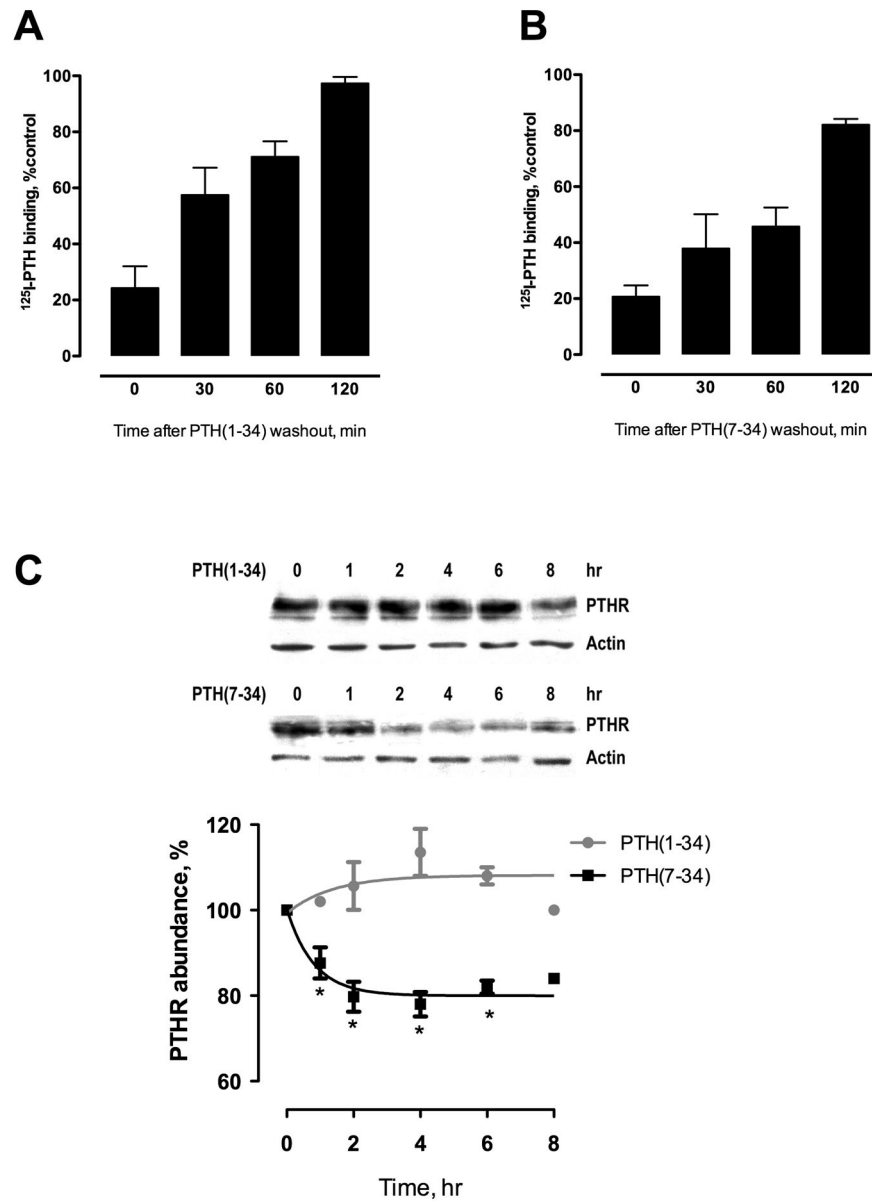 A
100
80
60
40
20
0
¹²⁵I-PTH binding, %control
0 30 60 120
Time after PTH(1-34) washout, min
B
100
80
60
40
20
0
¹²⁵I-PTH binding, %control
0 30 60 120
Time after PTH(7-34) washout, min
C
PTH(1-34) 0 1 2 4 6 8 hr
PTHR
Actin
PTH(7-34) 0 1 2 4 6 8 hr
PTHR
Actin
120
100
80
60
PTHR abundance, %
PTH(1-34)
PTH(7-34)
* * * *
0 2 4 6 8
Time, hr